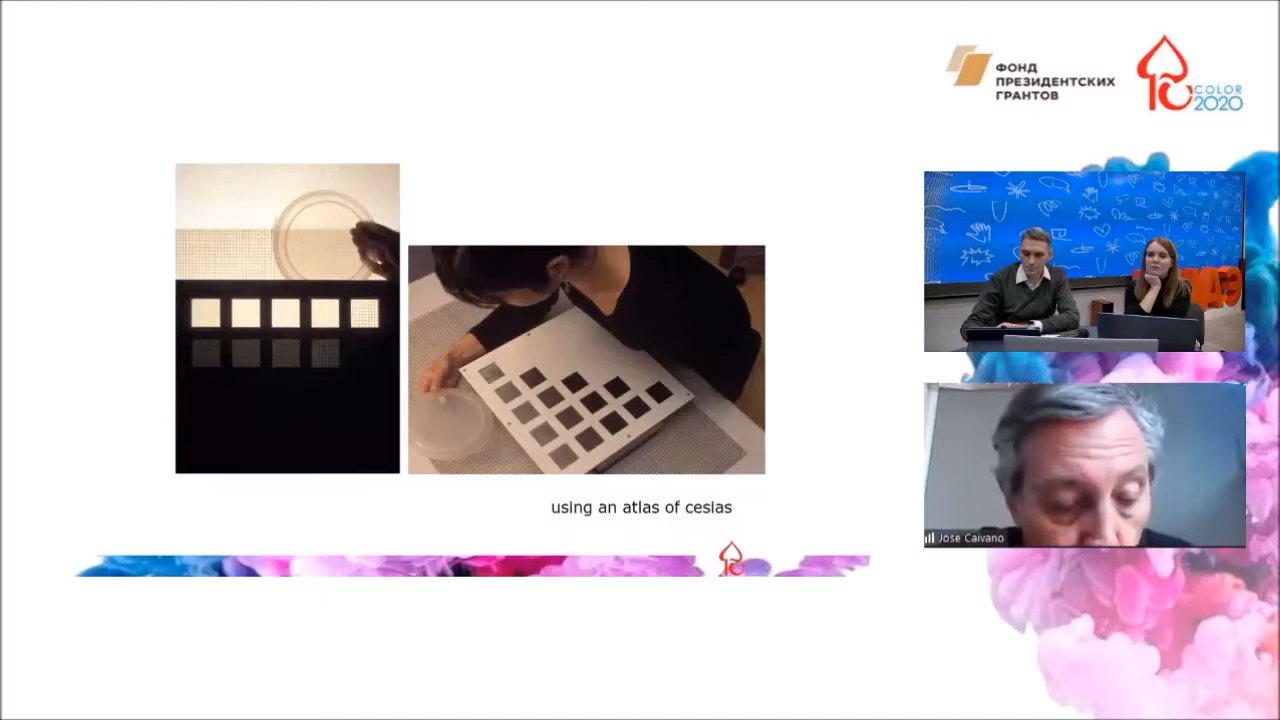 ФОНД
ПРЕЗИДЕНТСКИХ
ГРАНТОВ
COLOR
2020
using an atlas of cesias
Jose Caivano